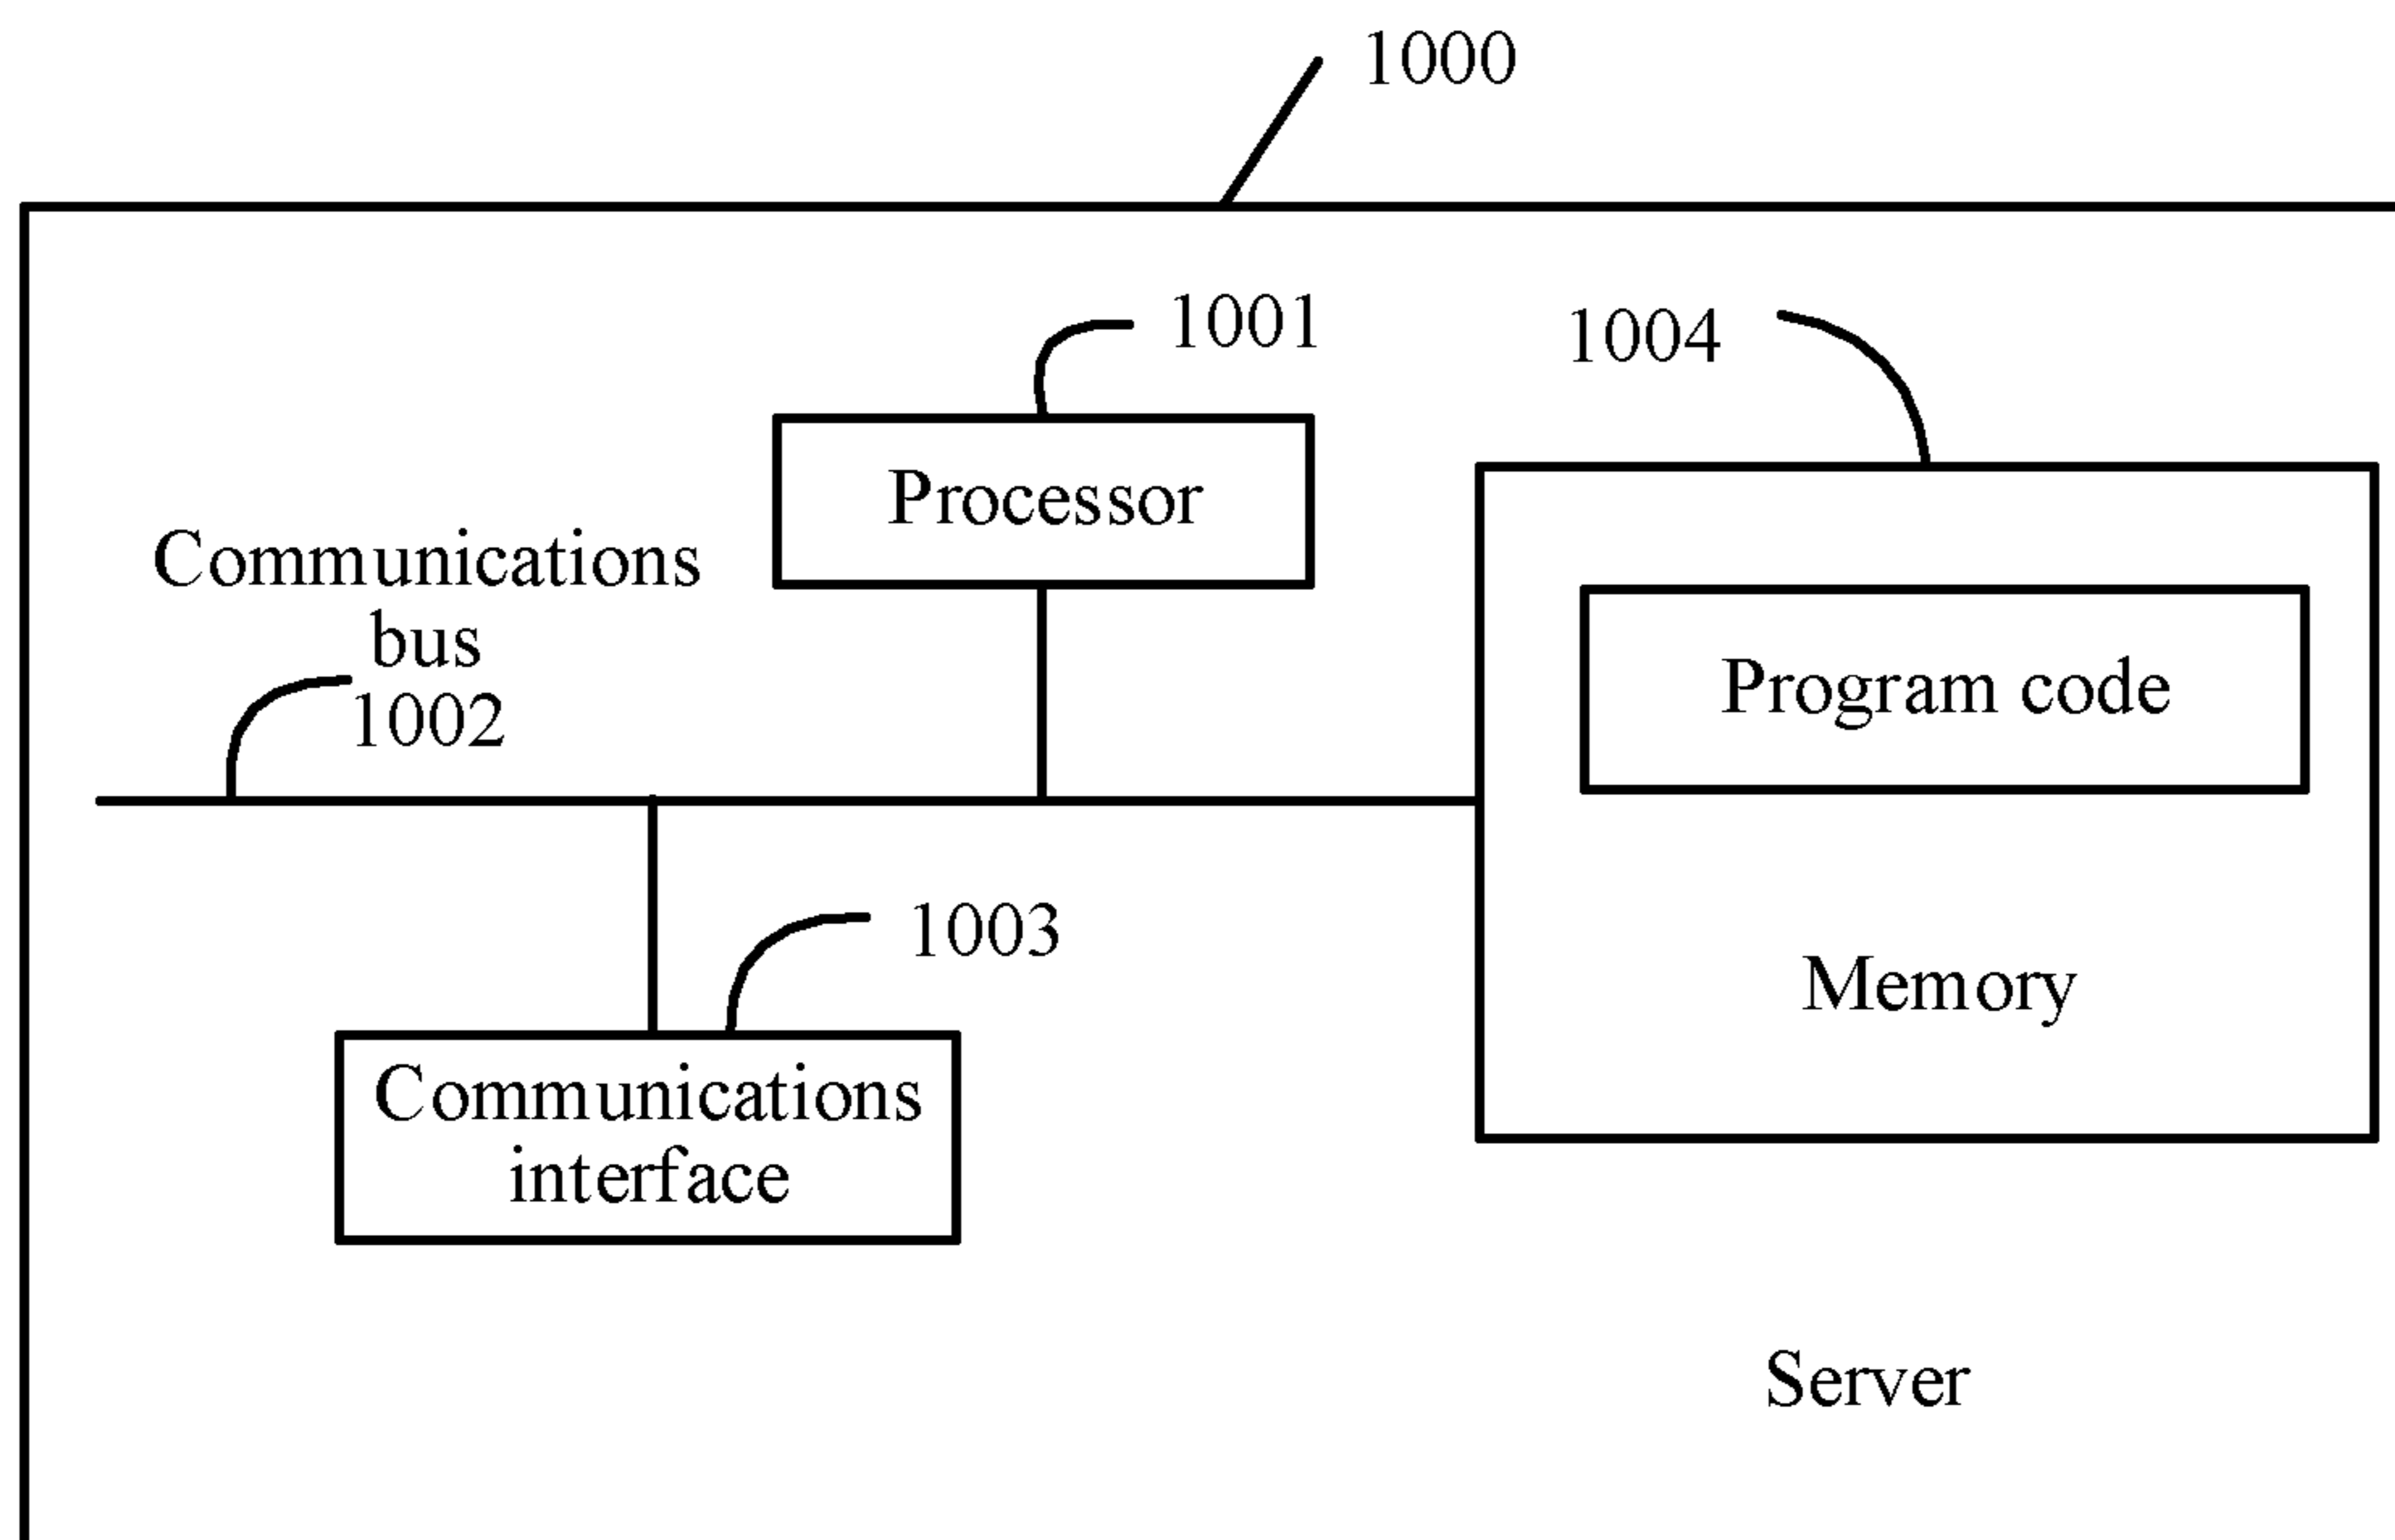 1000
1001
1004
Processor
Communications
bus
1002
Program code
1003
Memory
Communications
interface
Server